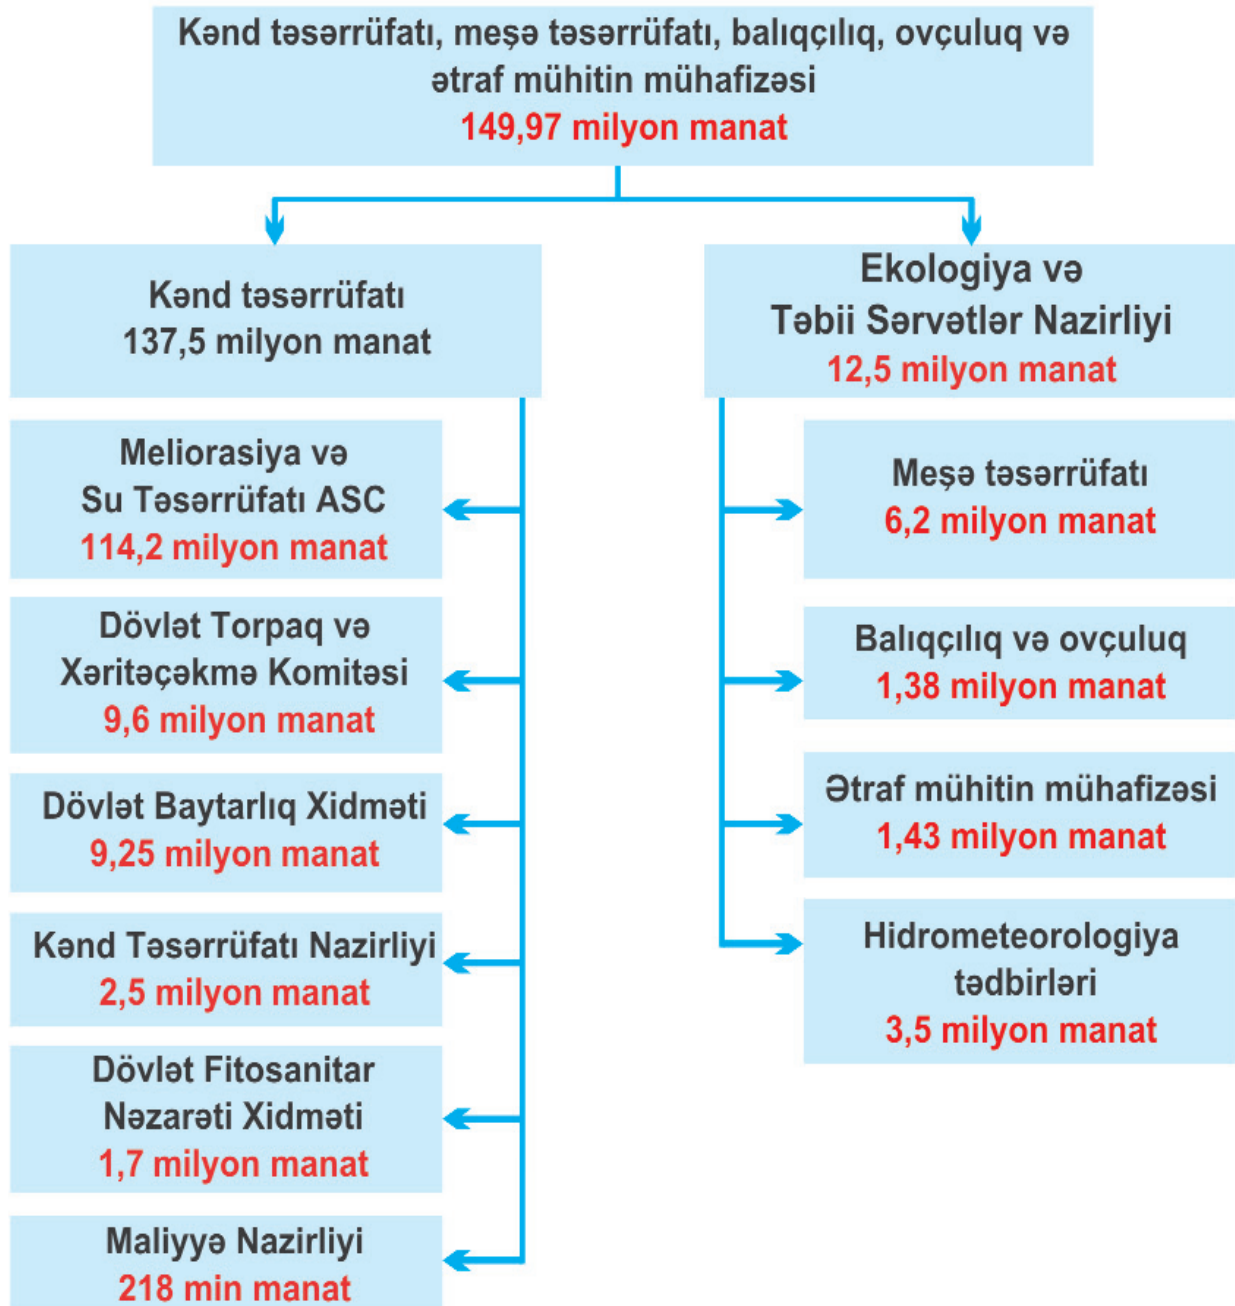 Kənd təsərrüfatı, meşə təsərrüfatı, balıqçılıq, ovçuluq və
ətraf mühitin mühafizəsi
149,97 milyon manat
Kənd təsərrüfatı
137,5 milyon manat
Meliorasiya və
Su Təsərrüfatı ASC
114,2 milyon manat
Dövlət Torpaq və
Xəritəçəkmə Komitəsi
9,6 milyon manat
Dövlət Baytarlıq Xidməti
9,25 milyon manat
Kənd Təsərrüfatı Nazirliyi
2,5 milyon manat
Dövlət Fitosanitar
Nəzarəti Xidməti
1,7 milyon manat
Maliyyə Nazirliyi
218 min manat
Ekologiya və
Təbii Sərvətlər Nazirliyi
12,5 milyon manat
Meşə təsərrüfatı
6,2 milyon manat
Balıqçılıq və ovçuluq
1,38 milyon manat
Ətraf mühitin mühafizəsi
1,43 milyon manat
Hidrometeorologiya
tədbirləri
3,5 milyon manat